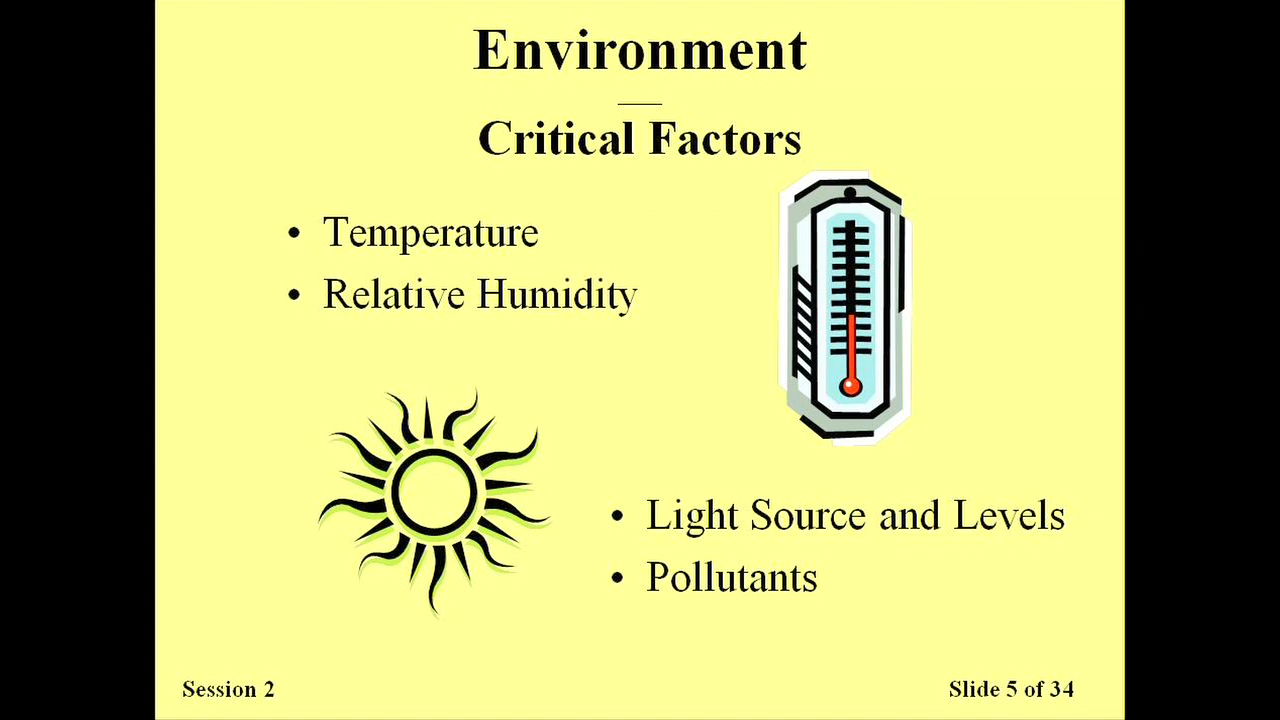 Environment
Critical Factors
• Temperature
• Relative Humidity
• Light Source and Levels
• Pollutants
Session 2
Slide 5 of 34